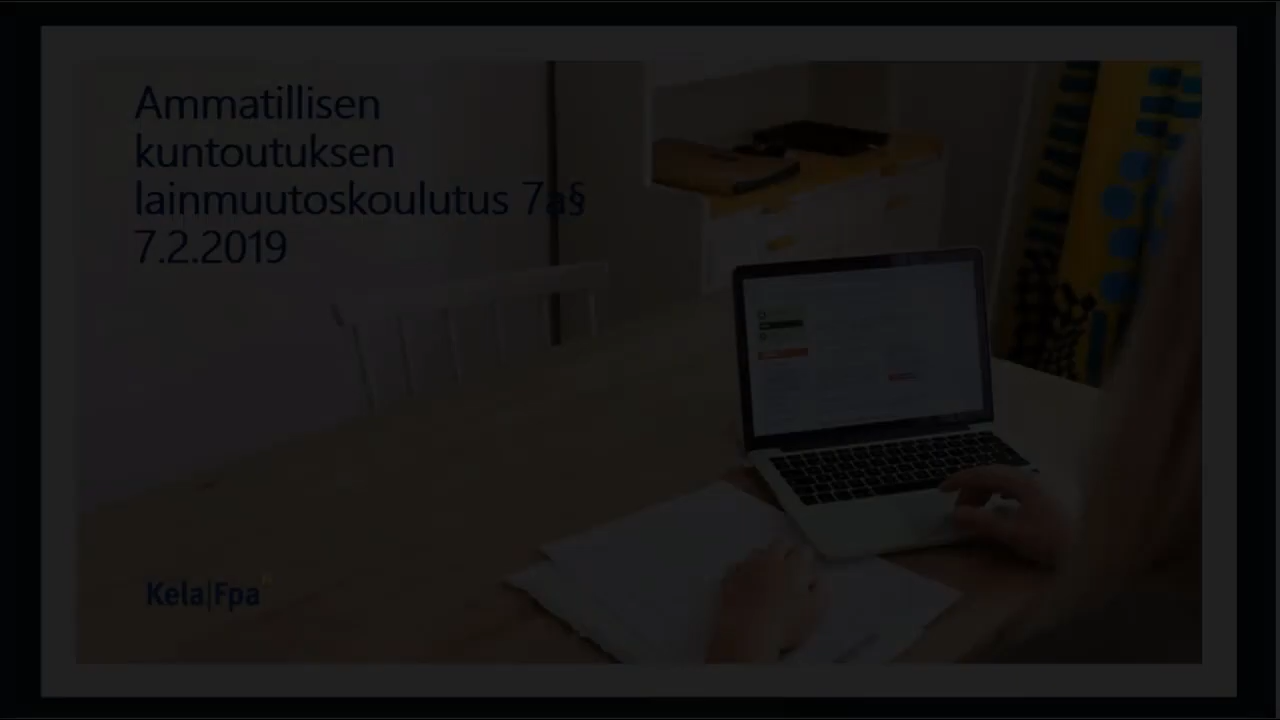 Ammatillisen
kuntoutuksen
lainmuutoskoulutus 7a§
7.2.2019
Kela|Fpa